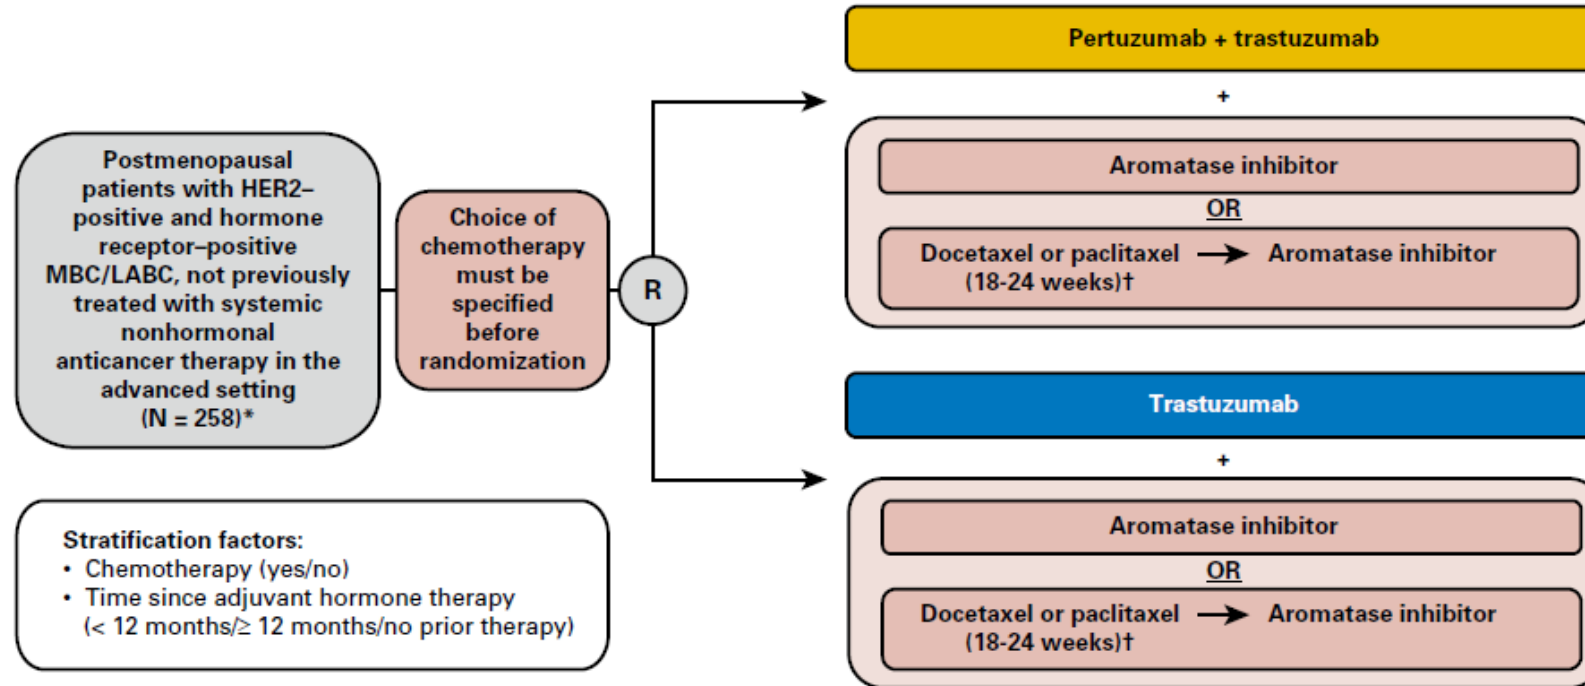 Postmenopausal
patients with HER2–
positive and hormone
receptor–positive
MBC/LABC, not previously
treated with systemic
nonhormonal
anticancer therapy in the
advanced setting
(N = 258)*
Choice of
chemotherapy
must be
specified
before
randomization
R
Pertuzumab + trastuzumab
+
Aromatase inhibitor
OR
Docetaxel or paclitaxel → Aromatase inhibitor
(18-24 weeks)†
Trastuzumab
+
Aromatase inhibitor
OR
Docetaxel or paclitaxel → Aromatase inhibitor
(18-24 weeks)†
Stratification factors:
• Chemotherapy (yes/no)
• Time since adjuvant hormone therapy
(< 12 months/≥ 12 months/no prior therapy)